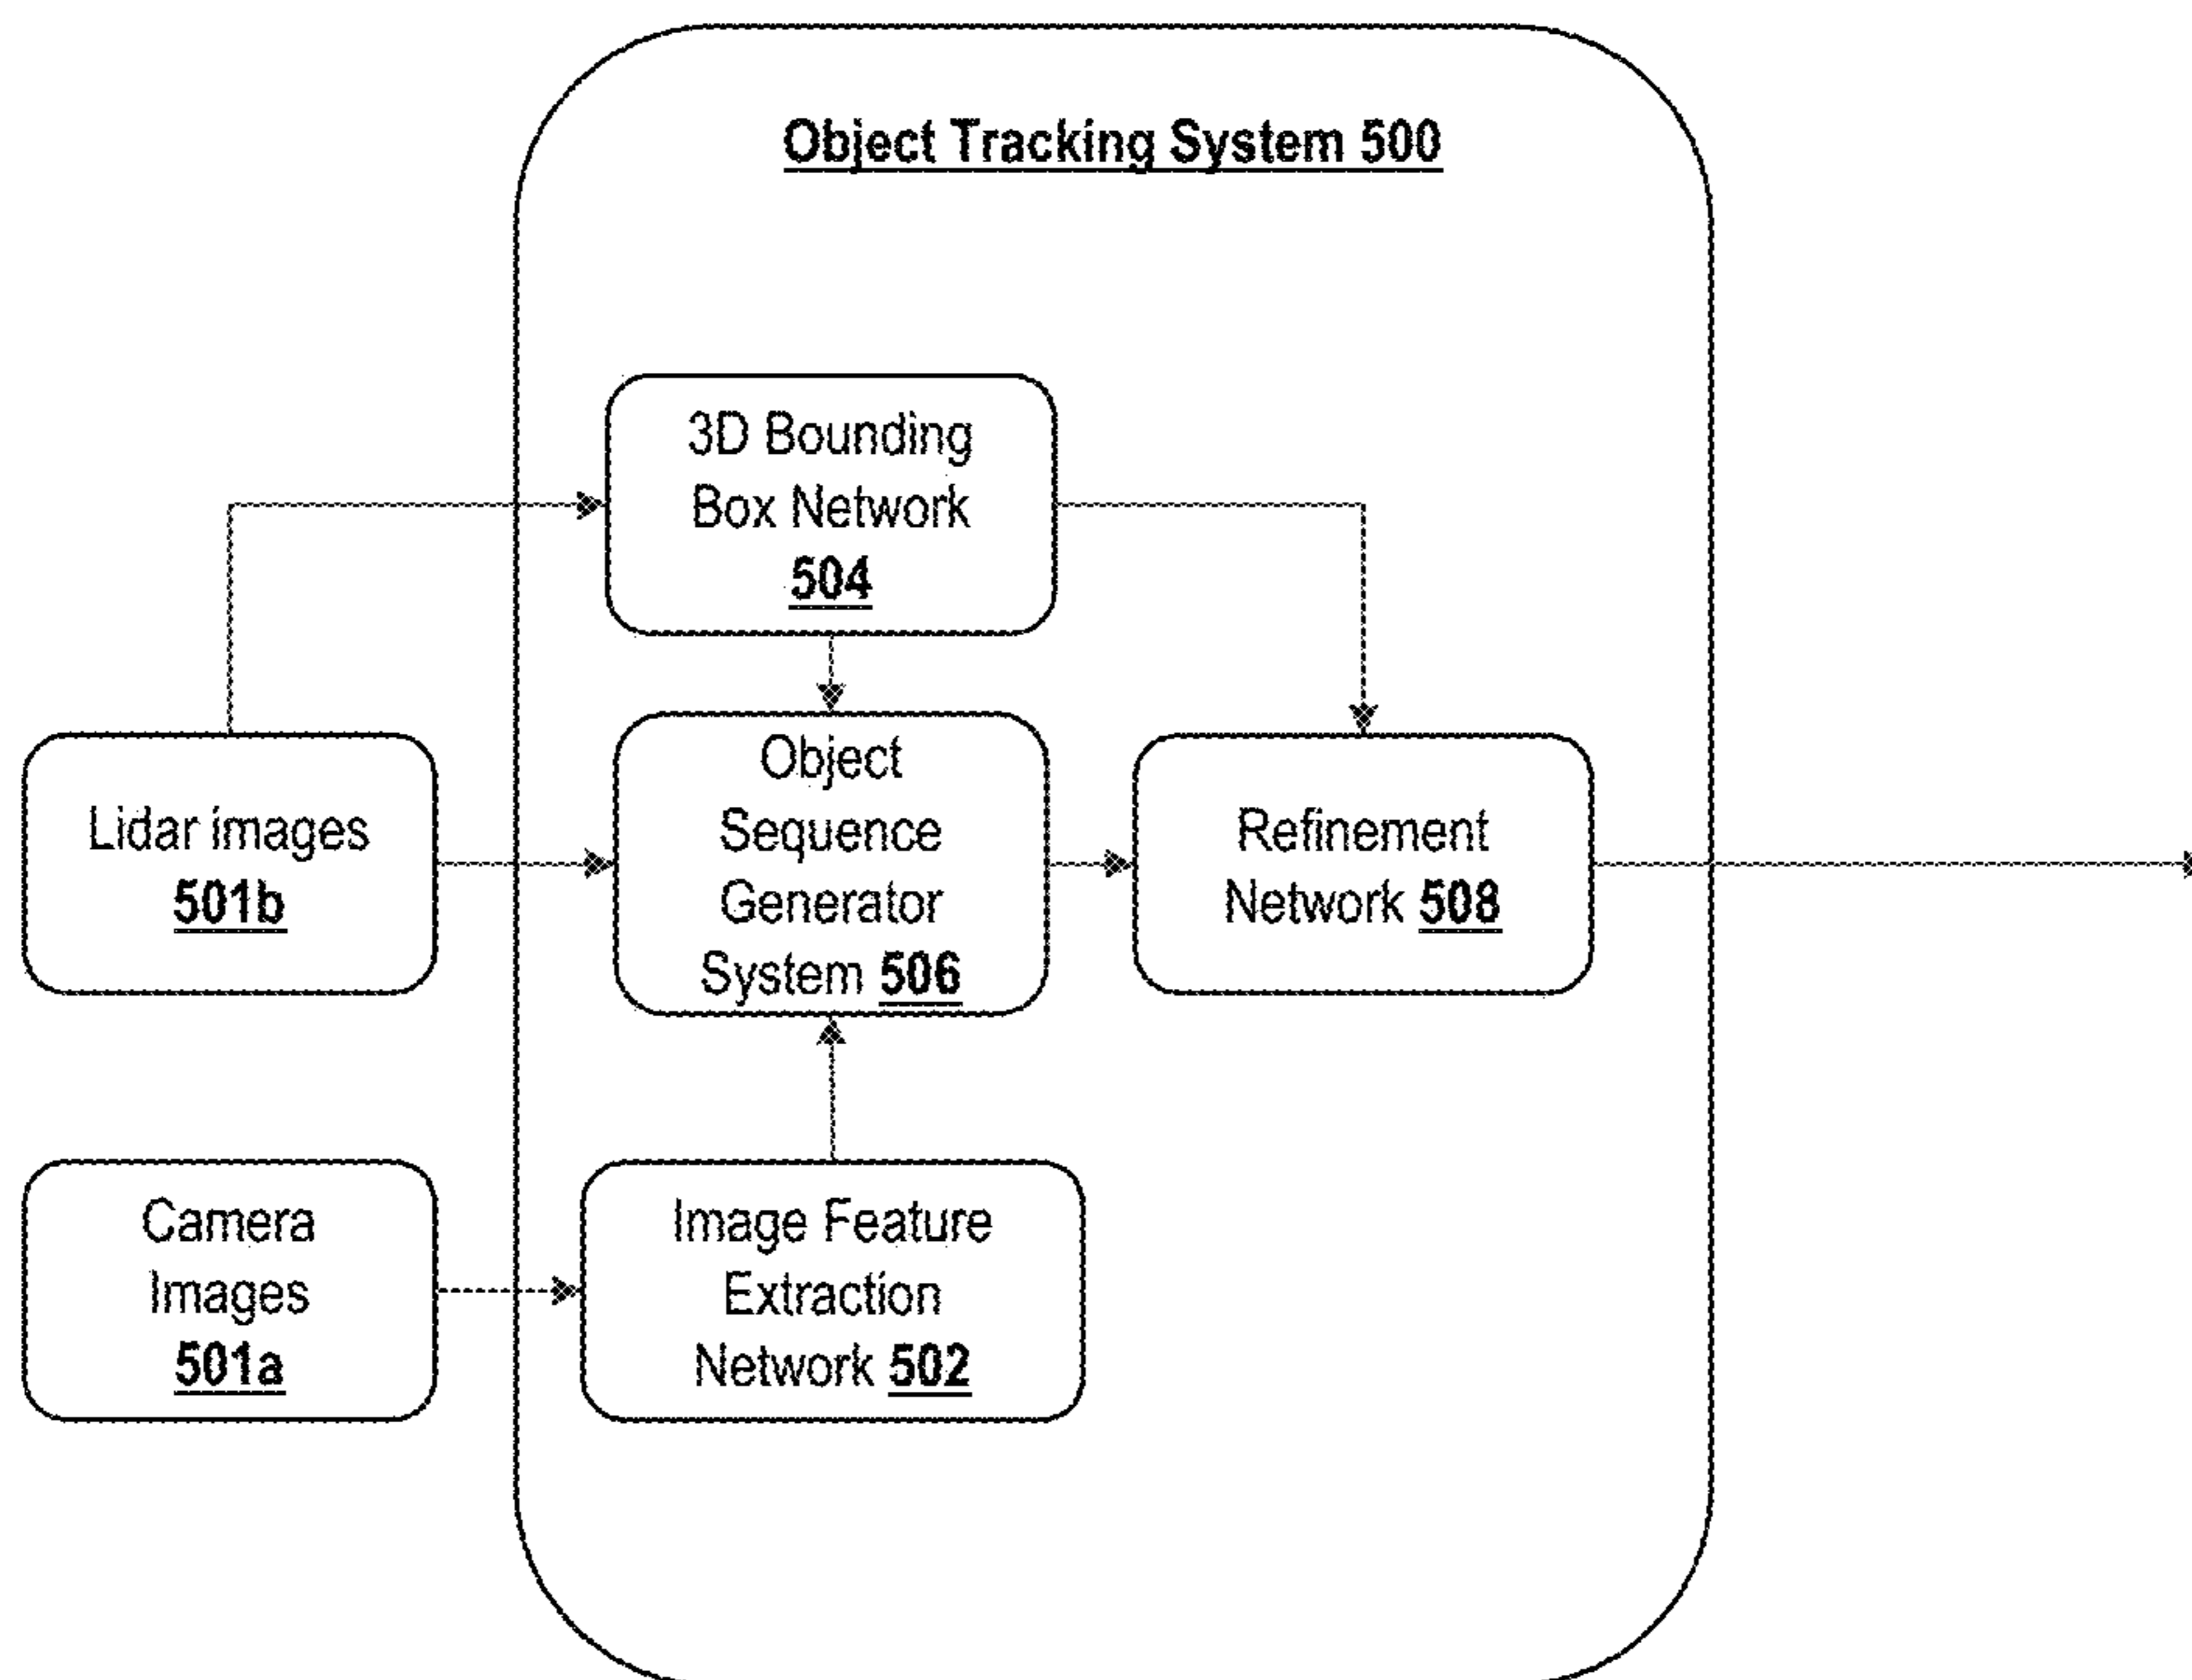 Object Tracking System 500
3D Bounding
Box Network
504
Lidar images
501b
Object
Sequence
Generator
System 506
Refinement
Network 508
Camera
Images
501a
Image Feature
Extraction
Network 502